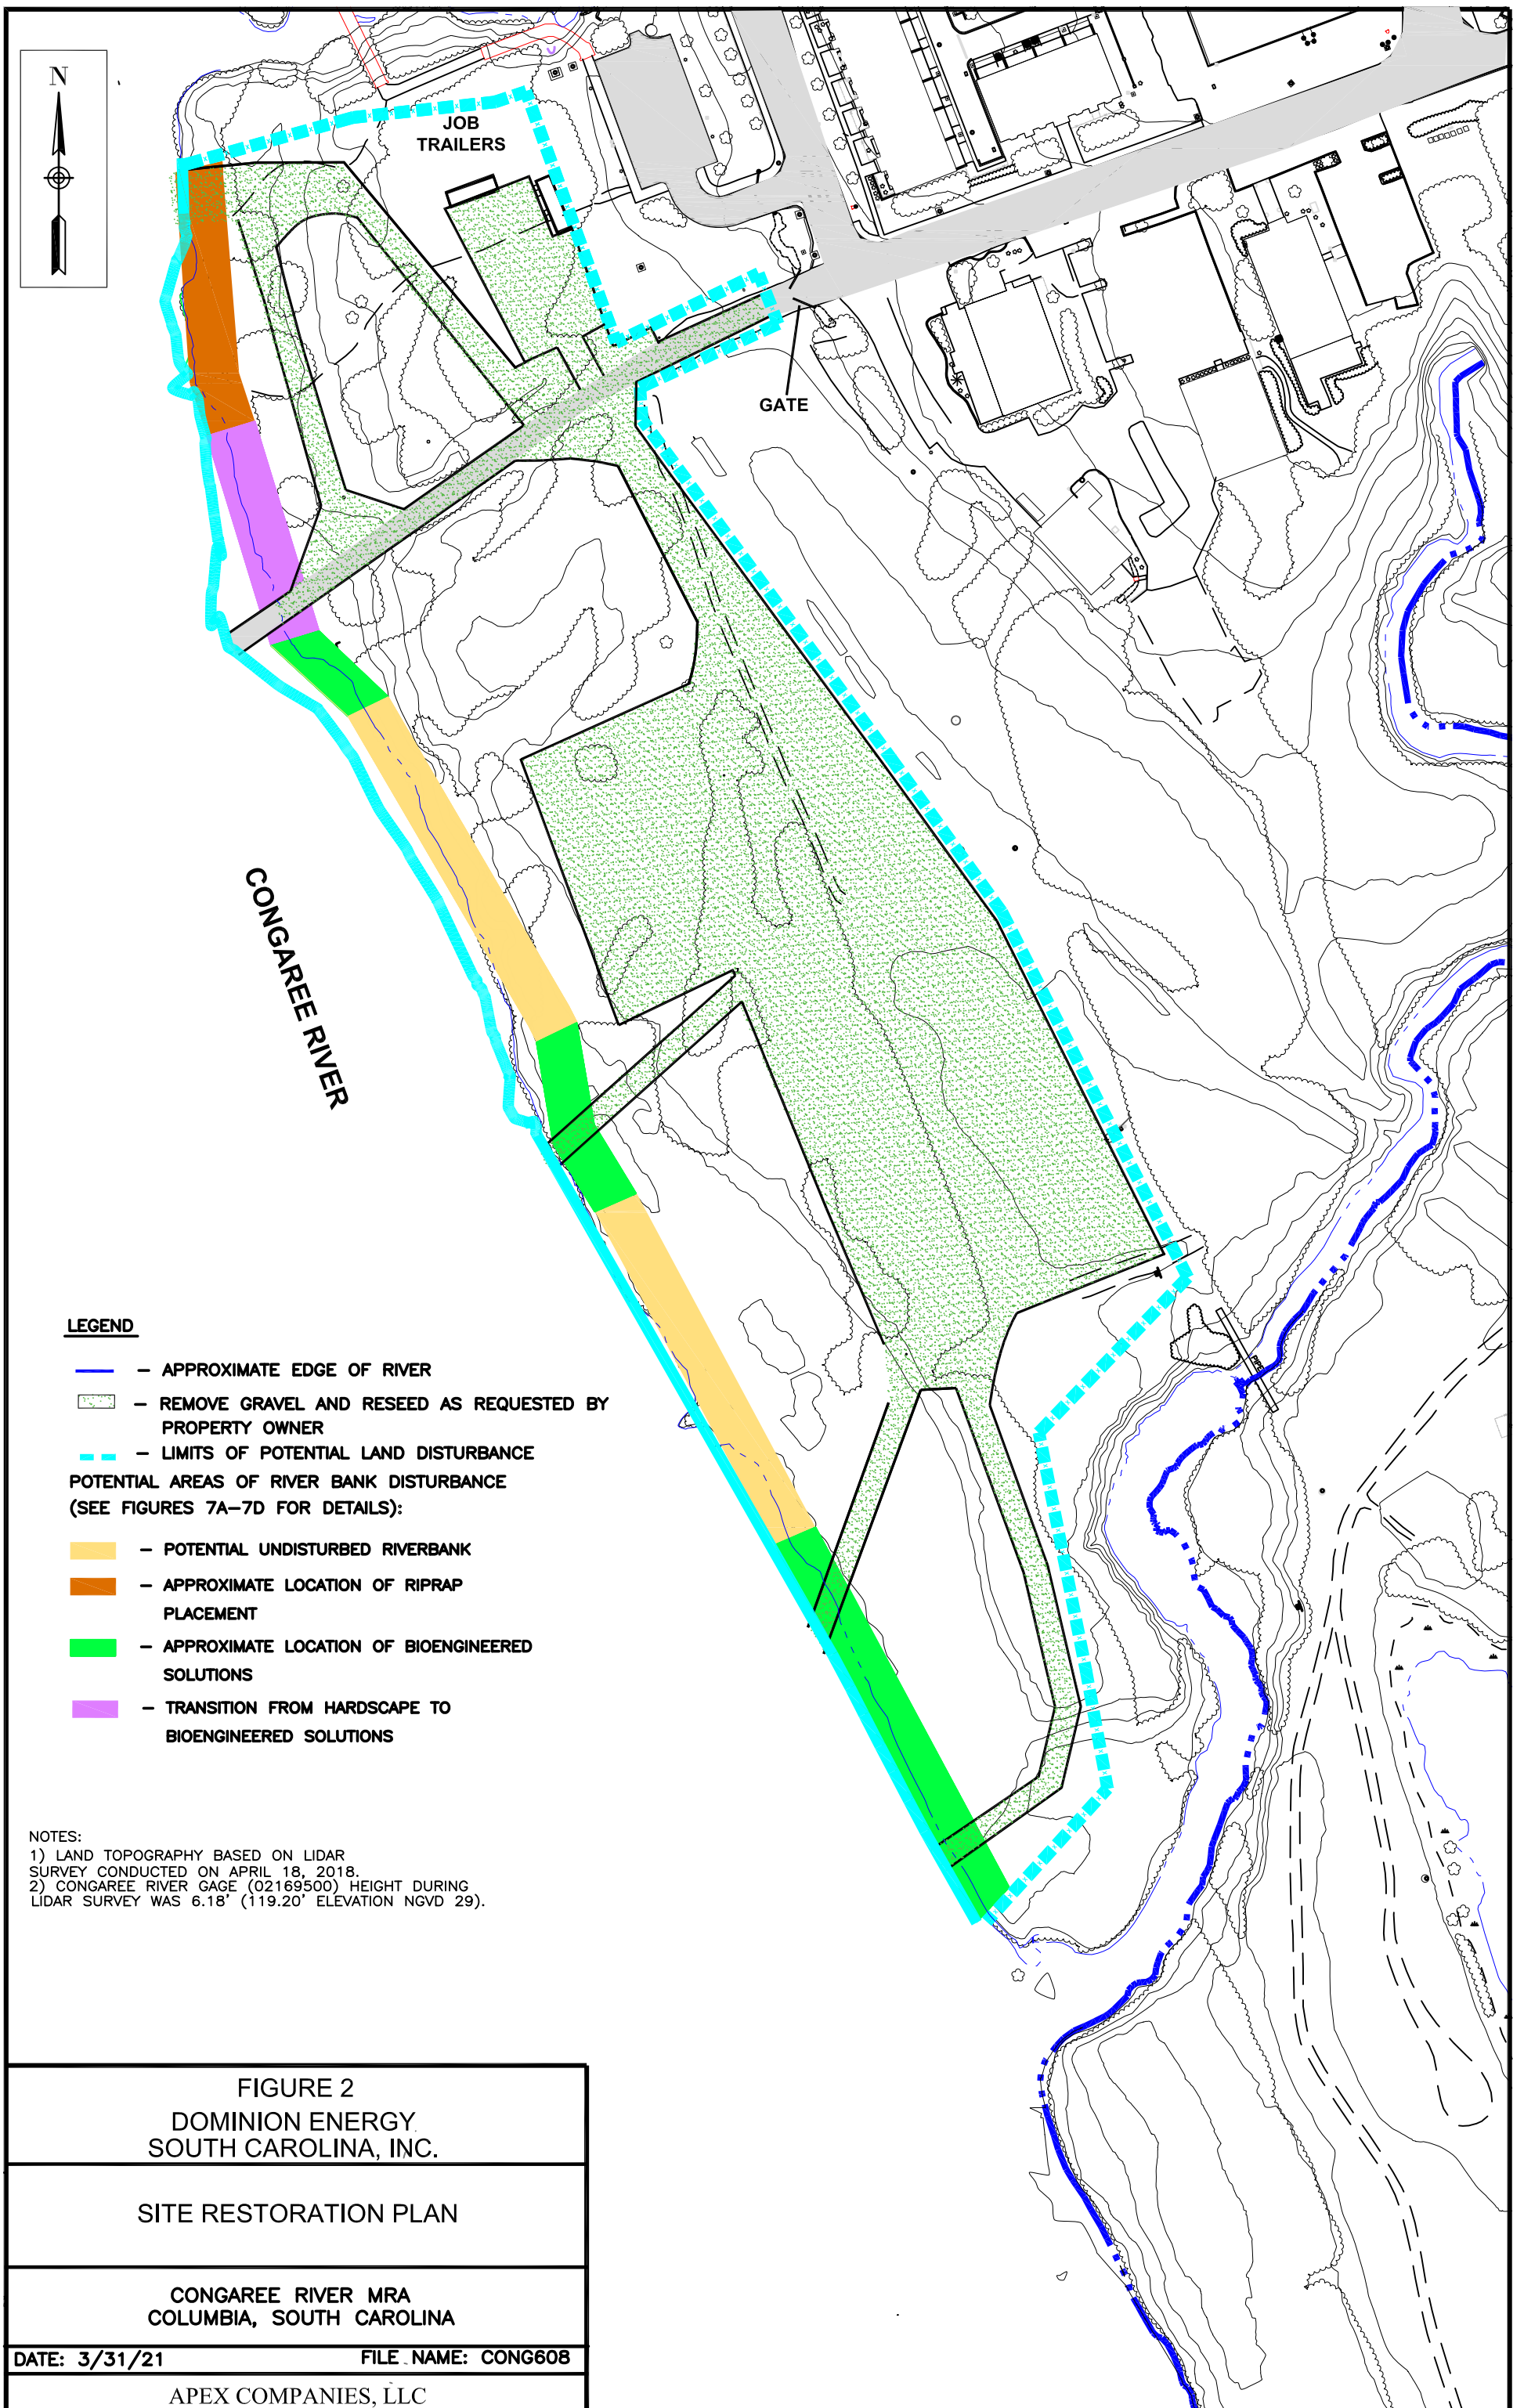 N
JOB
TRAILERS
GATE
CONGAREE RIVER
PIPE
LEGEND
– APPROXIMATE EDGE OF RIVER
– REMOVE GRAVEL AND RESEED AS REQUESTED BY
PROPERTY OWNER
– LIMITS OF POTENTIAL LAND DISTURBANCE
POTENTIAL AREAS OF RIVER BANK DISTURBANCE
(SEE FIGURES 7A–7D FOR DETAILS):
– POTENTIAL UNDISTURBED RIVERBANK
– APPROXIMATE LOCATION OF RIPRAP
PLACEMENT
– APPROXIMATE LOCATION OF BIOENGINEERED
SOLUTIONS
– TRANSITION FROM HARDSCAPE TO
BIOENGINEERED SOLUTIONS
NOTES:
1) LAND TOPOGRAPHY BASED ON LIDAR
SURVEY CONDUCTED ON APRIL 18, 2018.
2) CONGAREE RIVER GAGE (02169500) HEIGHT DURING
LIDAR SURVEY WAS 6.18' (119.20' ELEVATION NGVD 29).
FIGURE 2
DOMINION ENERGY
SOUTH CAROLINA, INC.
SITE RESTORATION PLAN
CONGAREE RIVER MRA
COLUMBIA, SOUTH CAROLINA
DATE: 3/31/21 FILE NAME: CONG608
APEX COMPANIES, LLC